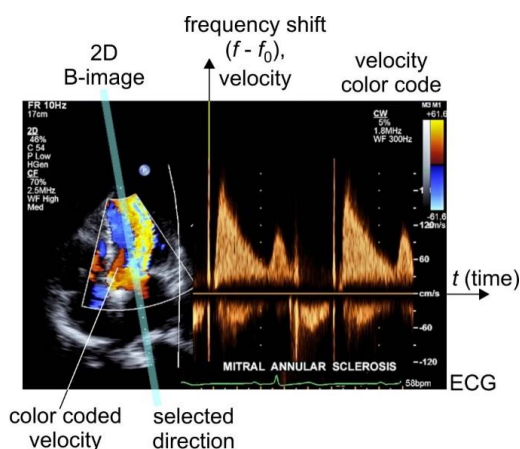 2D
B-image
frequency shift
(f - f₀),
velocity
velocity
color code
FR 10Hz
17cm
2D
46%
C 54
P Low
HGen
CF
70%
2.5MHz
WF High
Med
CW
5%
1.8MHz
WF 300Hz
M3 M1
+61.6
-61.6
cm/s
120
60
cm/s
-60
-120
t (time)
MITRAL ANNULAR SCLEROSIS
58bpm
ECG
color coded
velocity
selected
direction